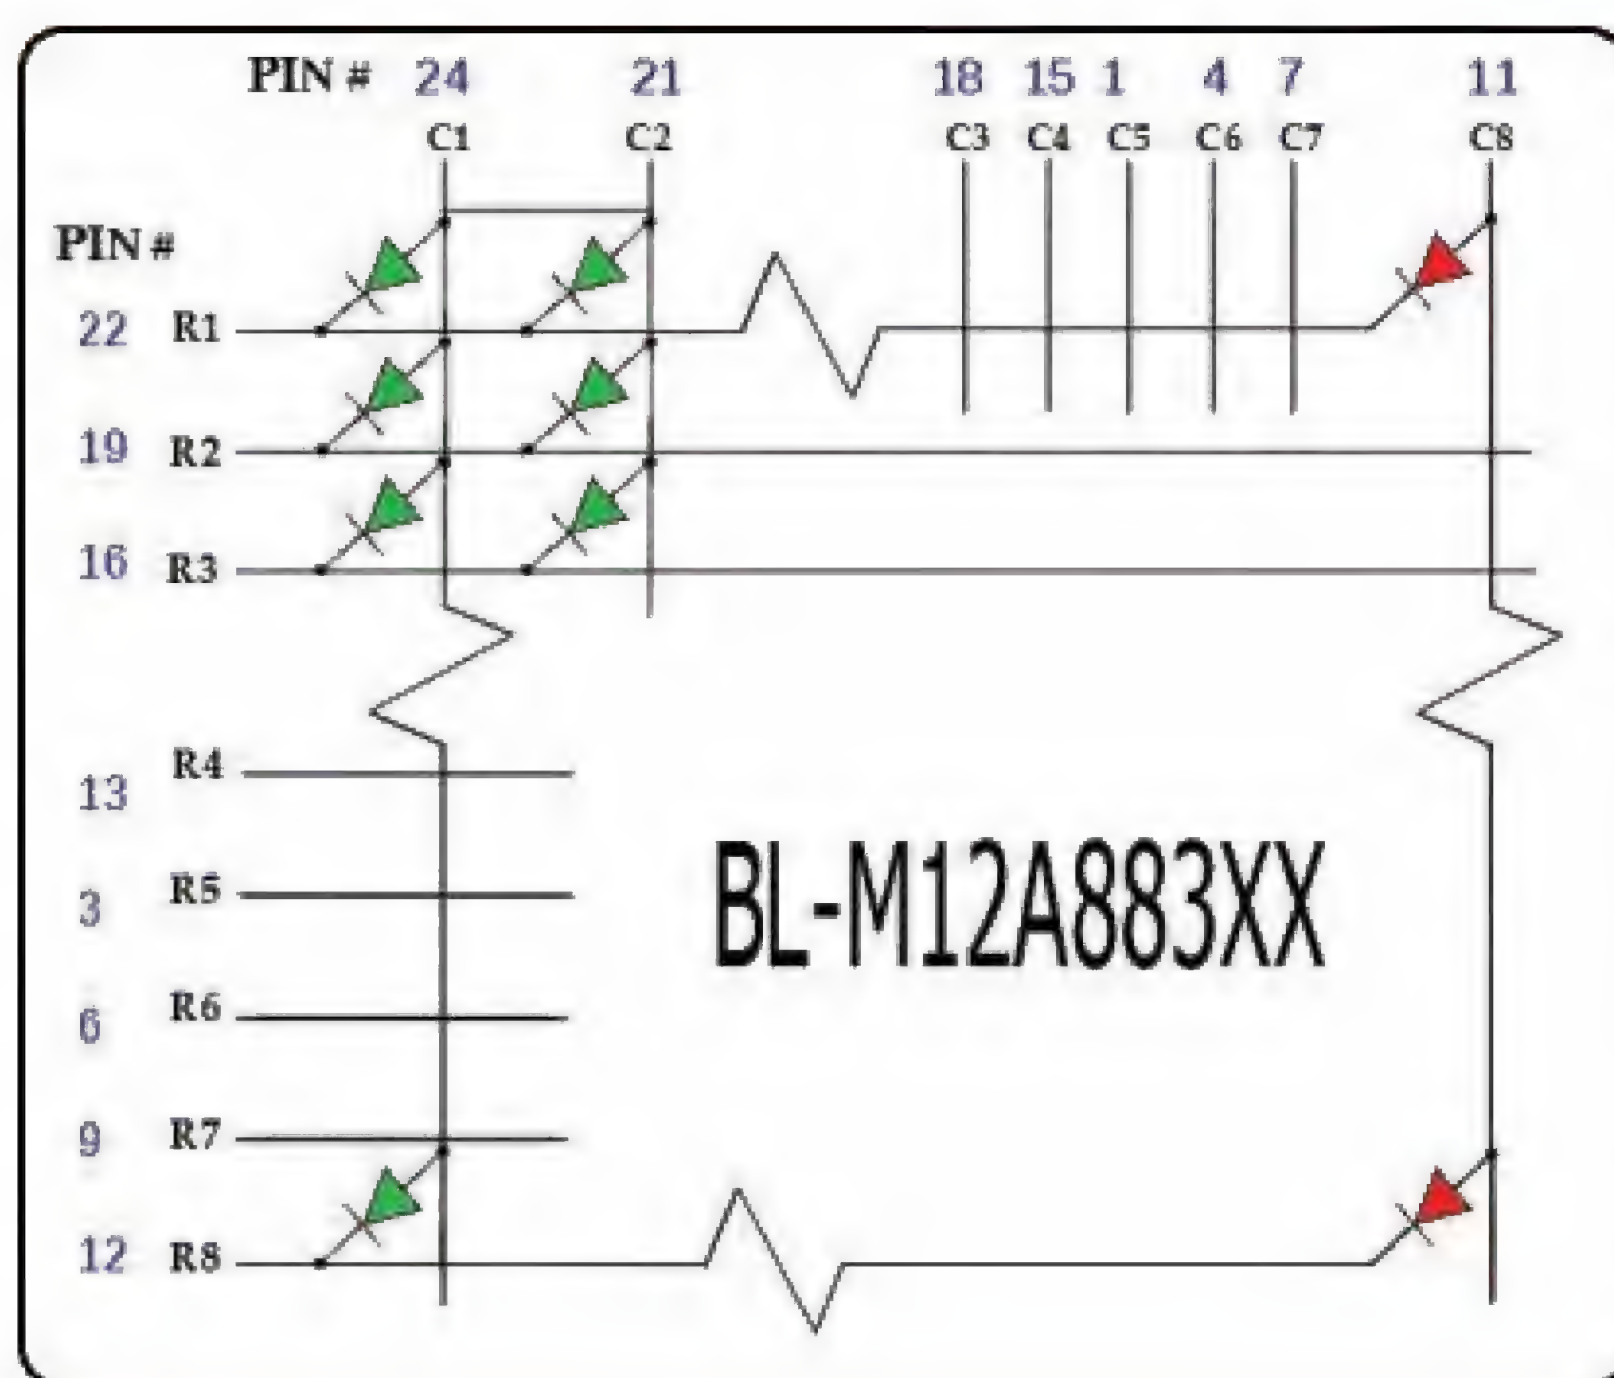 PIN # 24 21 18 15 1 4 7 11
C1 C2 C3 C4 C5 C6 C7 C8
PIN #
22 R1
19 R2
16 R3
13 R4
3 R5
6 R6
9 R7
12 R8
BL-M12A883XX